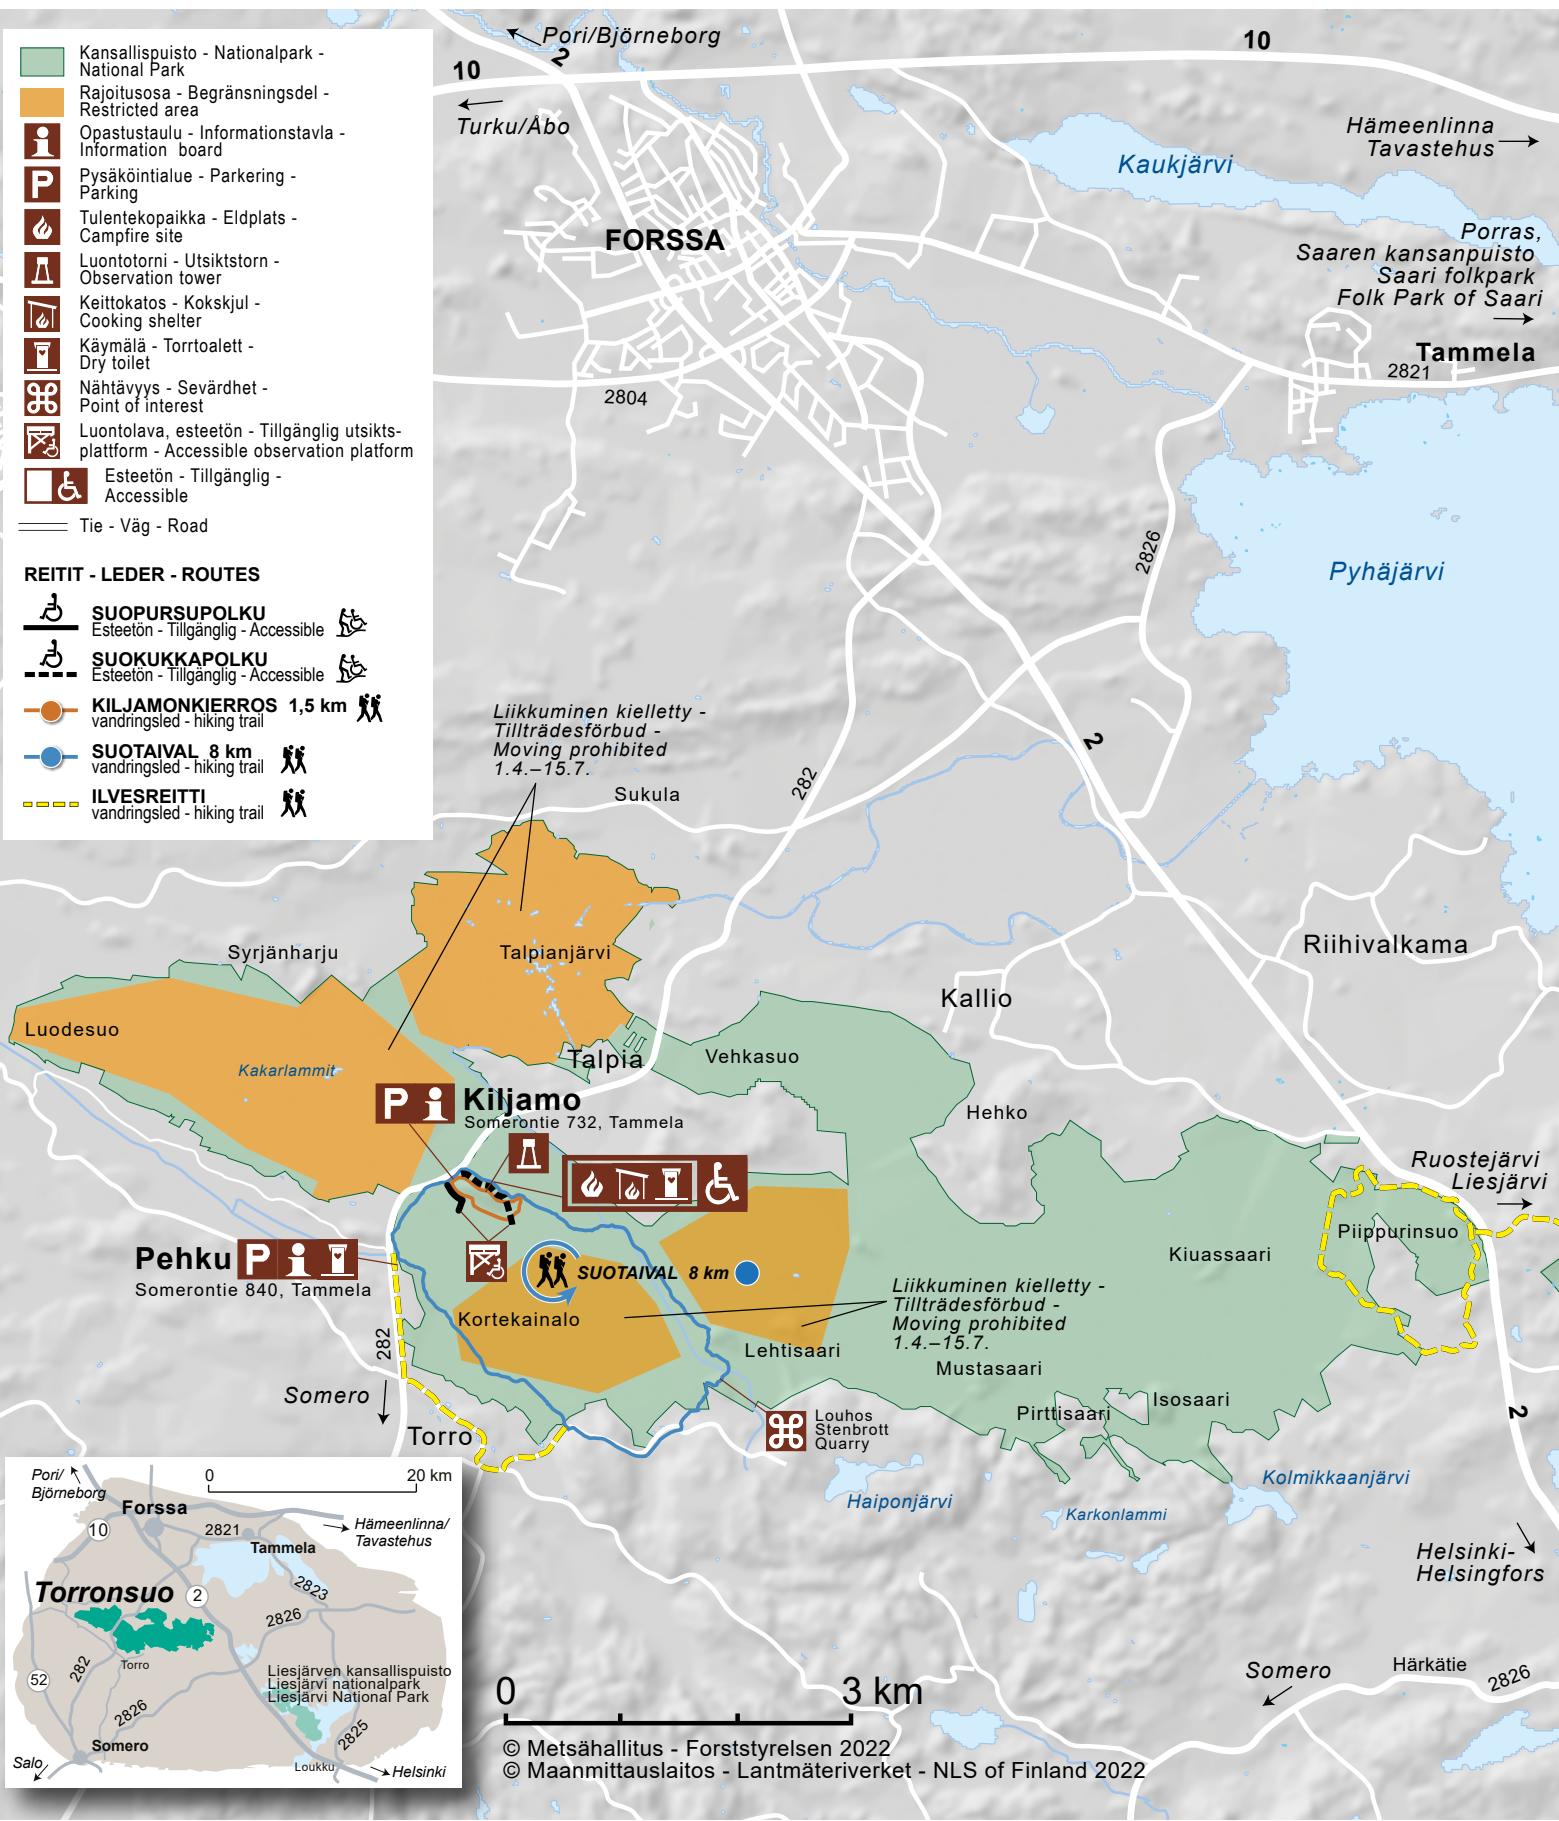 Kansallispuisto - Nationalpark -
National Park
Rajoitusosa - Begränsningsdel -
Restricted area
Opastustaulu - Informationstavla -
Information board
P
Pysäköintialue - Parkering -
Parking
Tulentekopaikka - Eldplats -
Campfire site
Luontotorni - Utsiktstorn -
Observation tower
Keittokatos - Kokskjul -
Cooking shelter
Käymälä - Torrtoalett -
Dry toilet
Nähtävyys - Sevärdhet -
Point of interest
Luontolava, esteetön - Tillgänglig utsikts-
plattform - Accessible observation platform
Esteetön - Tillgänglig -
Accessible
Tie - Väg - Road
REITIT - LEDER - ROUTES
SUOPURSUPOLKU
Esteetön - Tillgänglig - Accessible
SUOKUKKAPOLKU
Esteetön - Tillgänglig - Accessible
KILJAMONKIERROS 1,5 km
vandringsled - hiking trail
SUOTAIVAL 8 km
vandringsled - hiking trail
ILVESREITTI
vandringsled - hiking trail
Pori/Björneborg
2
10
10
Turku/Åbo
Hämeenlinna
Tavastehus
Kaukjärvi
FORSSA
Porras,
Saaren kansanpuisto
Saari folkpark
Folk Park of Saari
Tammela
2821
2804
2826
Pyhäjärvi
Liikkuminen kielletty -
Tillträdesförbud -
Moving prohibited
1.4.–15.7.
2
282
Sukula
Syrjänharju
Talpianjärvi
Riihivalkama
Kallio
Luodesuo
Kakarlammit
Talpia
Vehkasuo
P
Kiljamo
Somerontie 732, Tammela
Hehko
Ruostejärvi
Liesjärvi
Pehku
P
Somerontie 840, Tammela
SUOTAIVAL 8 km
Kiuassaari
Piippurinsuo
Liikkuminen kielletty -
Tillträdesförbud -
Moving prohibited
1.4.–15.7.
Kortekainalo
282
Lehtisaari
Mustasaari
Somero
Isosaari
Pirttisaari
2
Louhos
Stenbrott
Quarry
Torro
Kolmikkaanjärvi
Haiponjärvi
Karkonlammi
Helsinki-
Helsingfors
Pori/
Björneborg
0 20 km
Forssa
10
2821
Hämeenlinna/
Tavastehus
Tammela
Torronsuo
2
2823
2826
Torro
282
52
Liesjärven kansallispuisto
Liesjärvi nationalpark
Liesjärvi National Park
2826
2825
Somero
Salo
Loukku
Helsinki
Somero
Härkätie
2826
0 3 km
© Metsähallitus - Forststyrelsen 2022
© Maanmittauslaitos - Lantmäteriverket - NLS of Finland 2022